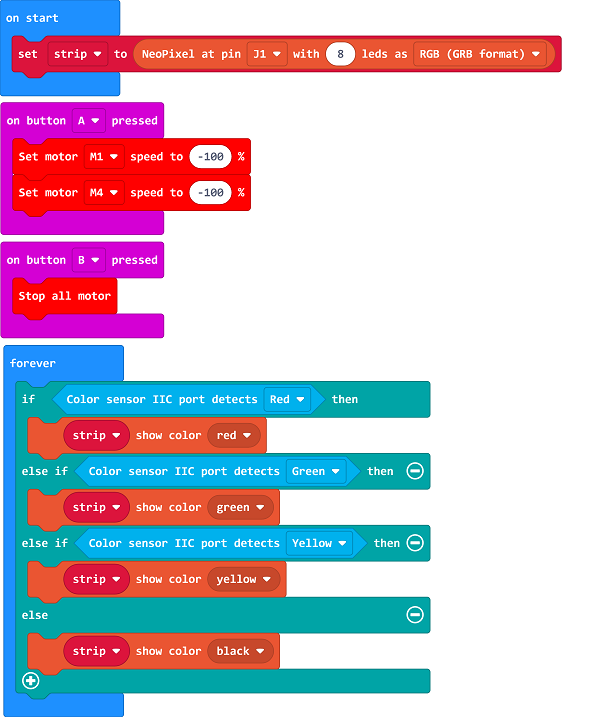 on start
set strip to NeoPixel at pin J1 with 8 leds as RGB (GRB format)
on button A pressed
Set motor M1 speed to -100 %
Set motor M4 speed to -100 %
on button B pressed
Stop all motor
forever
if Color sensor IIC port detects Red then
strip show color red
else if Color sensor IIC port detects Green then
strip show color green
else if Color sensor IIC port detects Yellow then
strip show color yellow
else
strip show color black